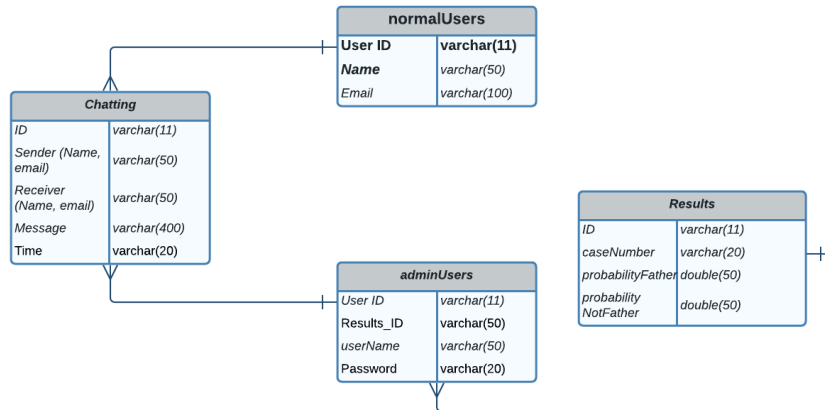 normalUsers
User ID varchar(11)
Name varchar(50)
Email varchar(100)
Chatting
ID varchar(11)
Sender (Name,
email) varchar(50)
Receiver
(Name, email) varchar(50)
Message varchar(400)
Time varchar(20)
adminUsers
User ID varchar(11)
Results_ID varchar(50)
userName varchar(50)
Password varchar(20)
Results
ID varchar(11)
caseNumber varchar(20)
probabilityFather double(50)
probability
NotFather double(50)